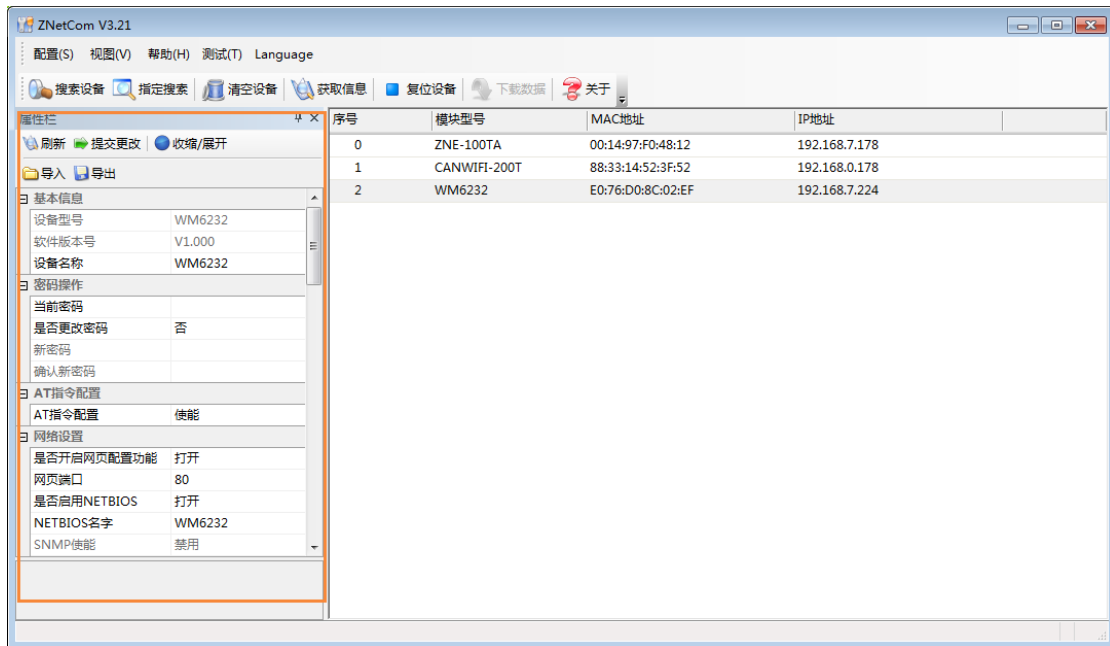 ZNetCom V3.21
配置(S) 视图(V) 帮助(H) 测试(T) Language
搜索设备 指定搜索 清空设备 获取信息 复位设备 下载数据 关于
属性栏
刷新 提交更改 收缩/展开
导入 导出
基本信息
设备型号 WM6232
软件版本号 V1.000
设备名称 WM6232
密码操作
当前密码
是否更改密码 否
新密码
确认新密码
AT指令配置
AT指令配置 使能
网络设置
是否开启网页配置功能 打开
网页端口 80
是否启用NETBIOS 打开
NETBIOS名字 WM6232
SNMP使能 禁用
序号 模块型号 MAC地址 IP地址
0 ZNE-100TA 00:14:97:F0:48:12 192.168.7.178
1 CANWIFI-200T 88:33:14:52:3F:52 192.168.0.178
2 WM6232 E0:76:D0:8C:02:EF 192.168.7.224